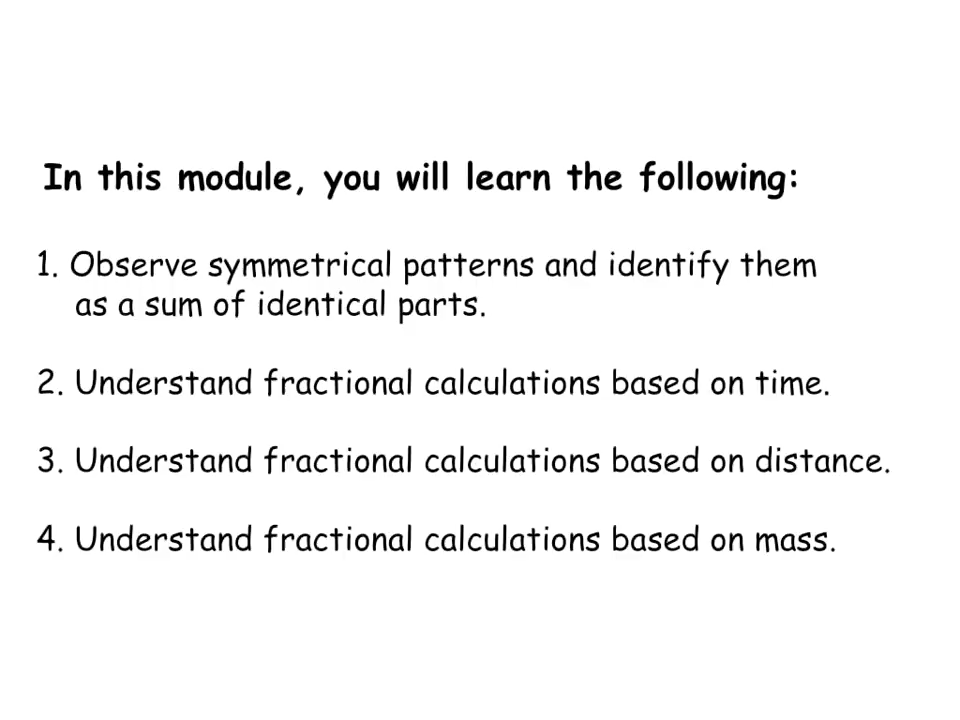 In this module, you will learn the following:
1. Observe symmetrical patterns and identify them
as a sum of identical parts.
2. Understand fractional calculations based on time.
3. Understand fractional calculations based on distance.
4. Understand fractional calculations based on mass.